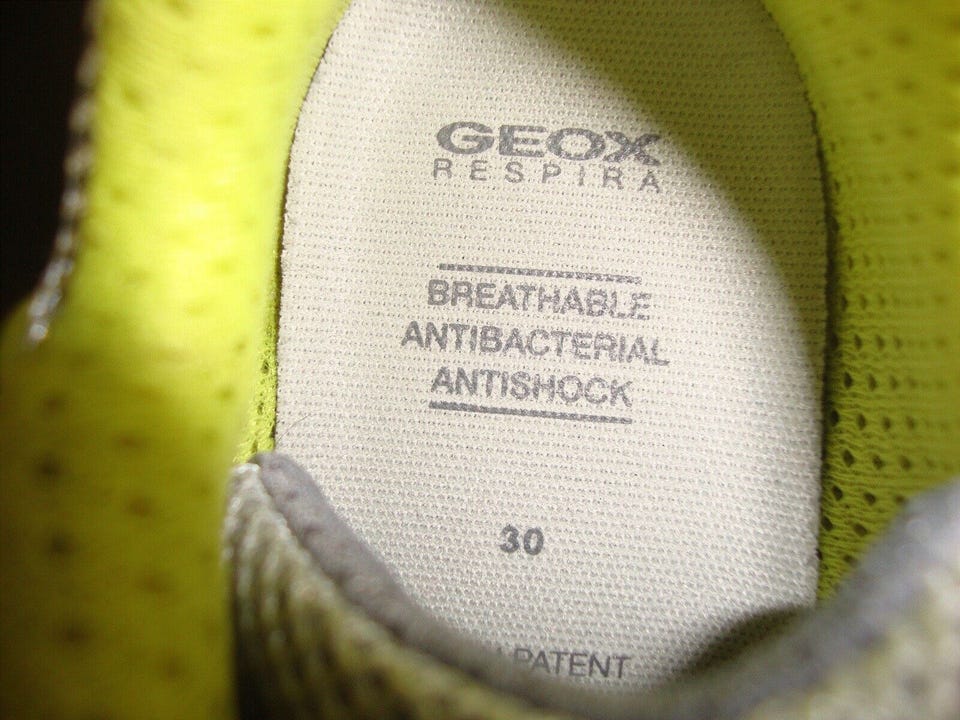 GEOX
RESPIRA
BREATHABLE
ANTIBACTERIAL
ANTISHOCK
30
PATENT